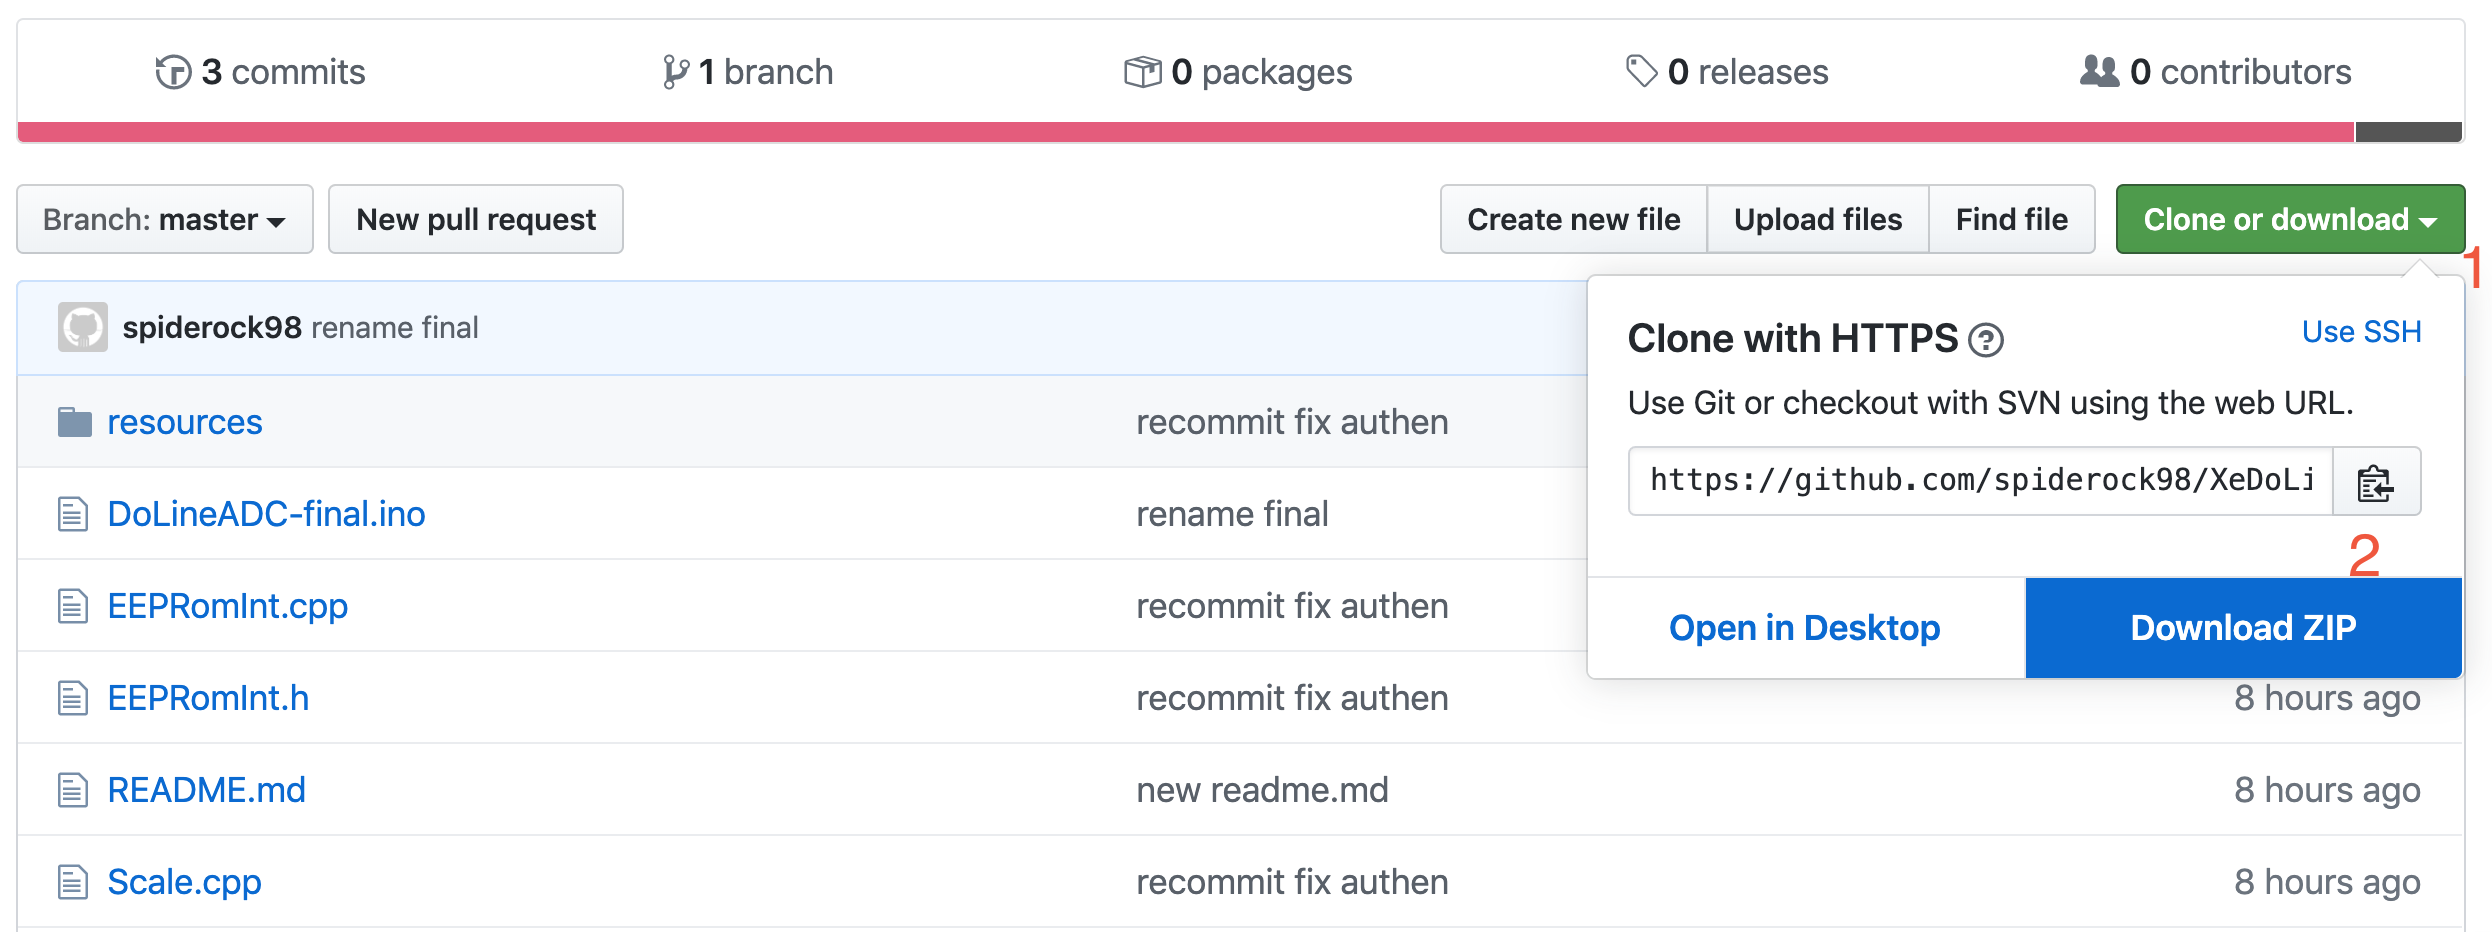 3 commits 1 branch 0 packages 0 releases 0 contributors
Branch: master New pull request Create new file Upload files Find file Clone or download
1
spiderock98 rename final
Clone with HTTPS ? Use SSH
Use Git or checkout with SVN using the web URL.
https://github.com/spiderock98/XeDoLi
2
Open in Desktop Download ZIP
resources recommit fix authen
DoLineADC-final.ino rename final
EEPRomInt.cpp recommit fix authen
EEPRomInt.h recommit fix authen 8 hours ago
README.md new readme.md 8 hours ago
Scale.cpp recommit fix authen 8 hours ago